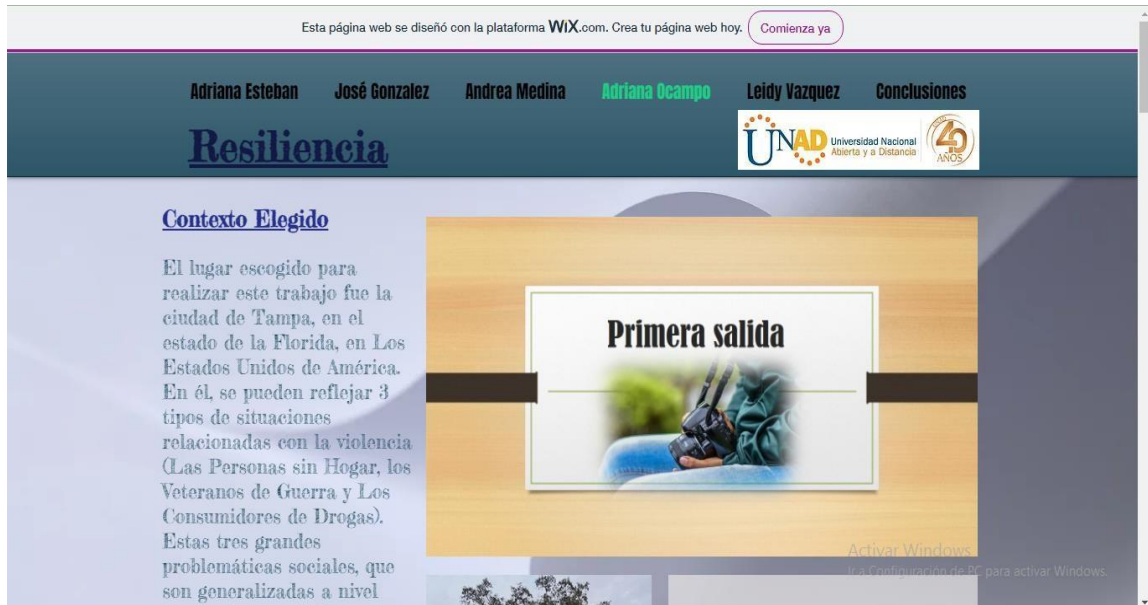 Esta página web se diseñó con la plataforma WiX.com. Crea tu página web hoy. Comienza ya
Adriana Esteban José Gonzalez Andrea Medina Adriana Ocampo Leidy Vazquez Conclusiones
Resiliencia
UNAD Universidad Nacional
Abierta y a Distancia
40
AÑOS
Contexto Elegido
El lugar escogido para
realizar este trabajo fue la
ciudad de Tampa, en el
estado de la Florida, en Los
Estados Unidos de América.
En él, se pueden reflejar 3
tipos de situaciones
relacionadas con la violencia
(Las Personas sin Hogar, los
Veteranos de Guerra y Los
Consumidores de Drogas).
Estas tres grandes
problemáticas sociales, que
son generalizadas a nivel
Primera salida
Activar Windows
Ir a Configuración de PC para activar Windows.